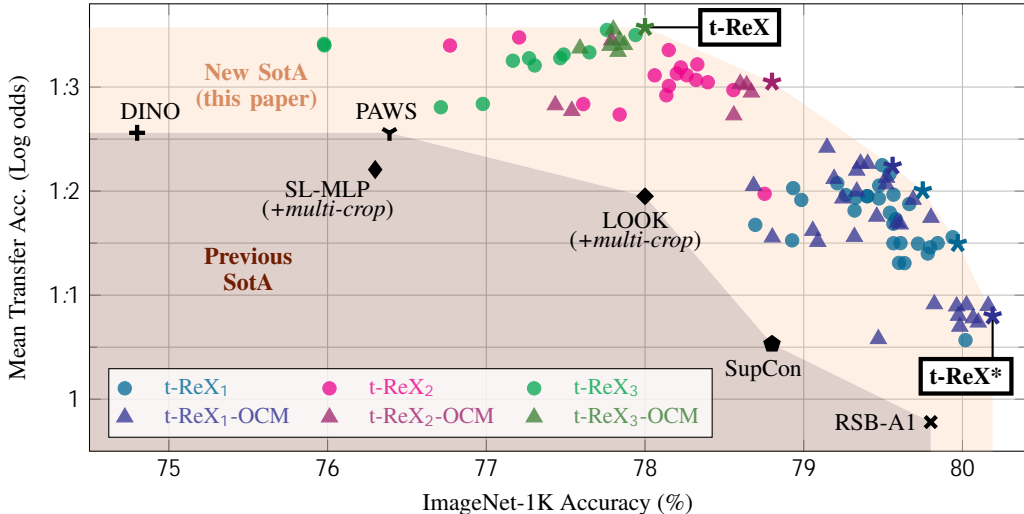 t-ReX
New SotA
(this paper)
DINO
PAWS
SL-MLP
(+multi-crop)
LOOK
(+multi-crop)
Previous
SotA
SupCon
t-ReX*
RSB-A1
t-ReX₁
t-ReX₂
t-ReX₃
t-ReX₁-OCM
t-ReX₂-OCM
t-ReX₃-OCM
1:3
1:2
1:1
1
75
76
77
78
79
80
Mean Transfer Acc. (Log odds)
ImageNet-1K Accuracy (%)